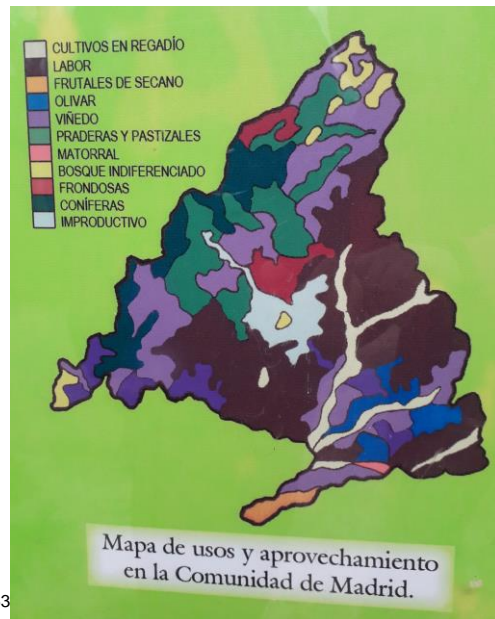 CULTIVOS EN REGADÍO
LABOR
FRUTALES DE SECANO
OLIVAR
VIÑEDO
PRADERAS Y PASTIZALES
MATORRAL
BOSQUE INDIFERENCIADO
FRONDOSAS
CONÍFERAS
IMPRODUCTIVO
Mapa de usos y aprovechamiento
en la Comunidad de Madrid.
3